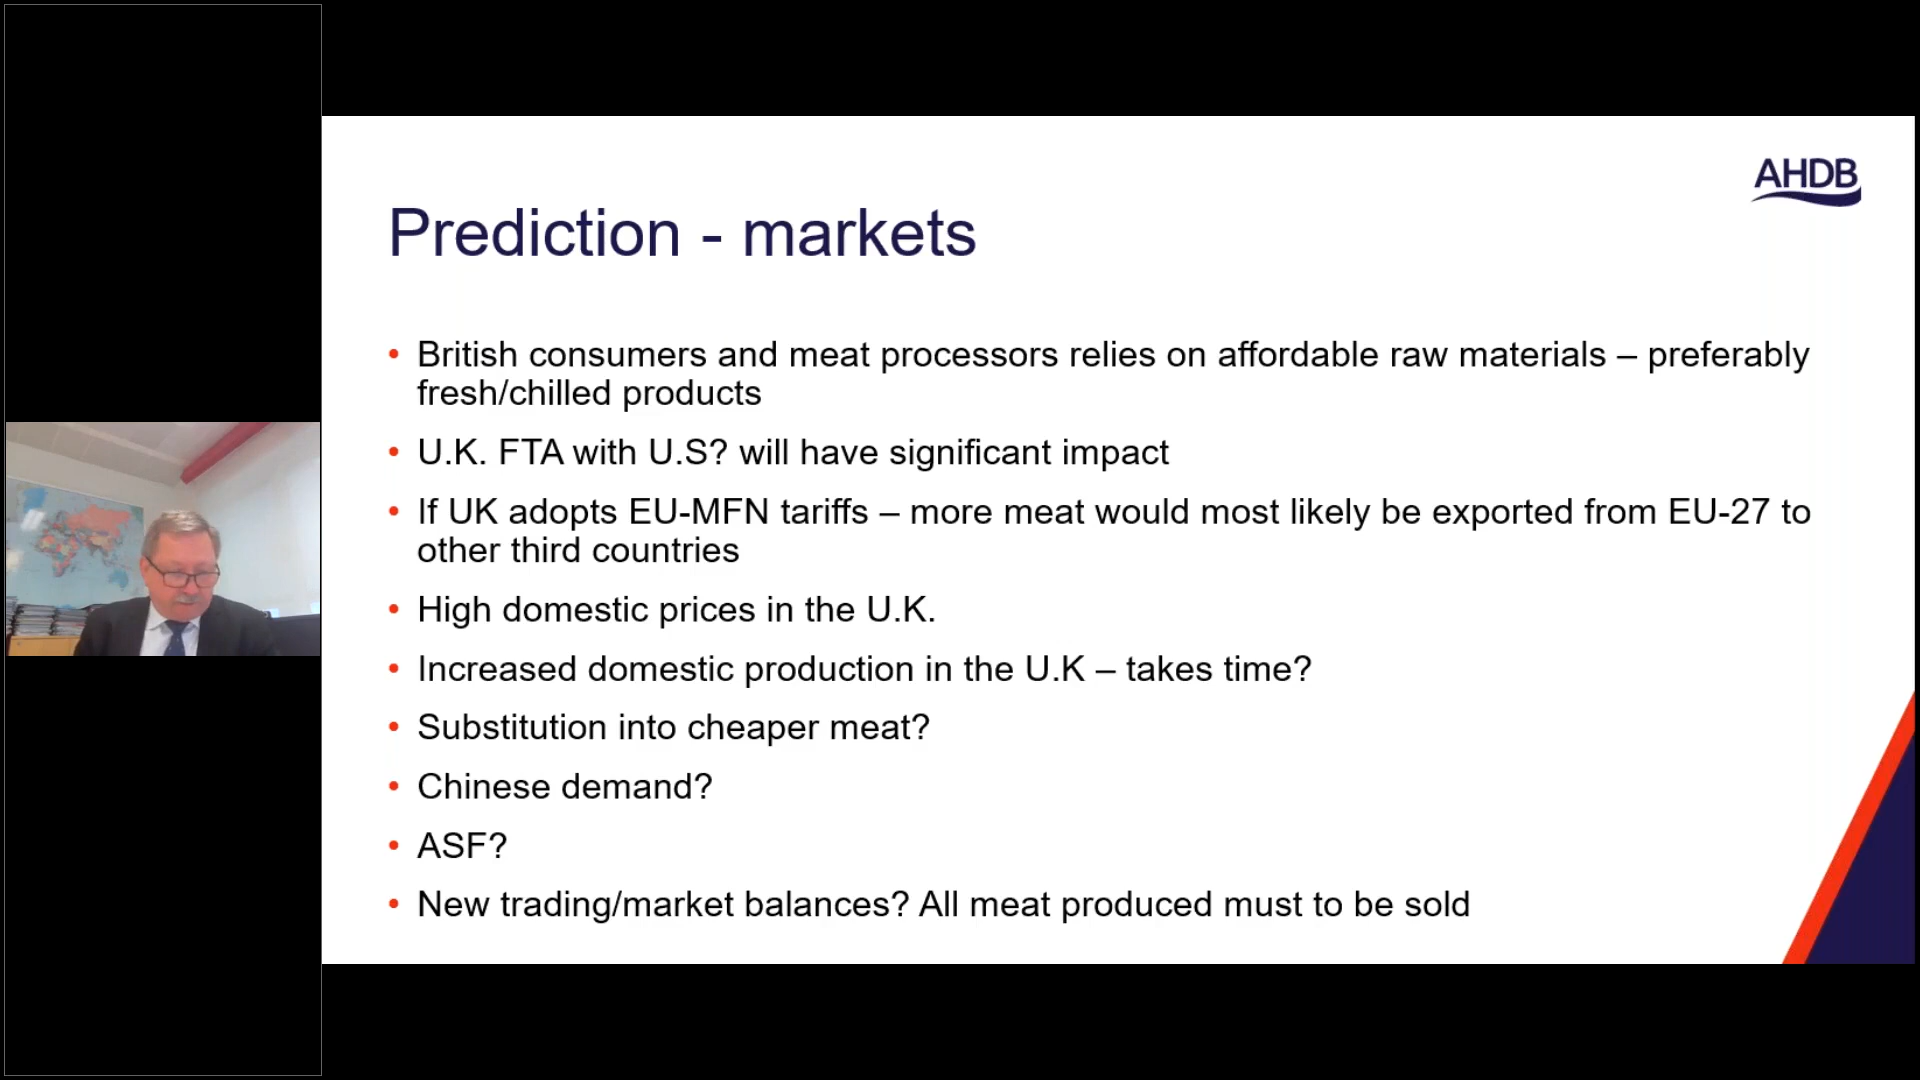 AHDB
Prediction - markets
• British consumers and meat processors relies on affordable raw materials – preferably
fresh/chilled products
• U.K. FTA with U.S? will have significant impact
• If UK adopts EU-MFN tariffs – more meat would most likely be exported from EU-27 to
other third countries
• High domestic prices in the U.K.
• Increased domestic production in the U.K – takes time?
• Substitution into cheaper meat?
• Chinese demand?
• ASF?
• New trading/market balances? All meat produced must to be sold